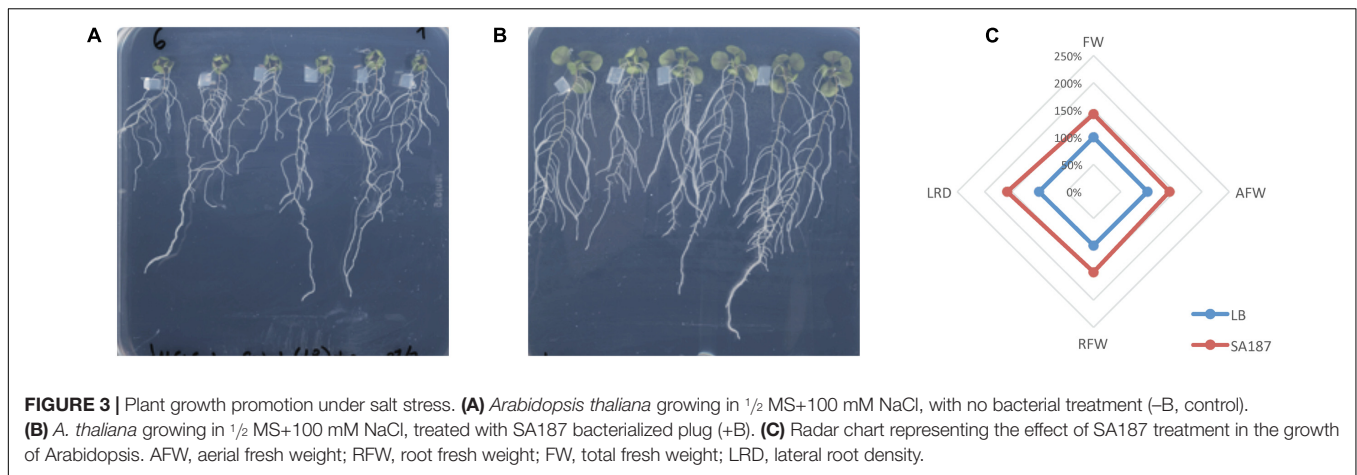 A
B
C
6
1
FW
250%
200%
150%
100%
50%
0%
LRD
AFW
RFW
LB
SA187
FIGURE 3 | Plant growth promotion under salt stress. (A) Arabidopsis thaliana growing in 1/2 MS+100 mM NaCl, with no bacterial treatment (–B, control).
(B) A. thaliana growing in 1/2 MS+100 mM NaCl, treated with SA187 bacterialized plug (+B). (C) Radar chart representing the effect of SA187 treatment in the growth
of Arabidopsis. AFW, aerial fresh weight; RFW, root fresh weight; FW, total fresh weight; LRD, lateral root density.